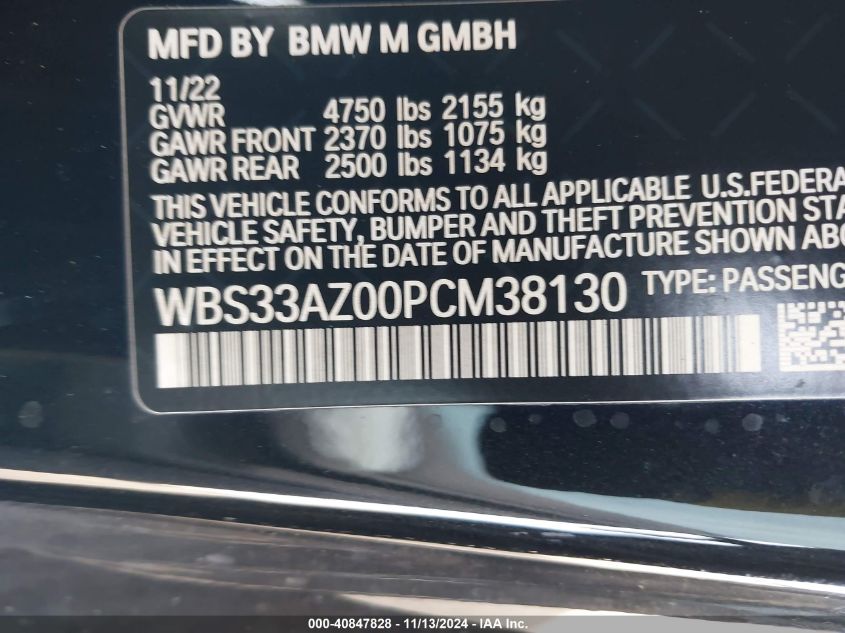 MFD BY BMW M GMBH
11/22
GVWR 4750 lbs 2155 kg
GAWR FRONT 2370 lbs 1075 kg
GAWR REAR 2500 lbs 1134 kg
THIS VEHICLE CONFORMS TO ALL APPLICABLE U.S.FEDERA
VEHICLE SAFETY, BUMPER AND THEFT PREVENTION STA
IN EFFECT ON THE DATE OF MANUFACTURE SHOWN ABO
WBS33AZ00PCM38130 TYPE: PASSENG
000-40847828 - 11/13/2024 - IAA Inc.